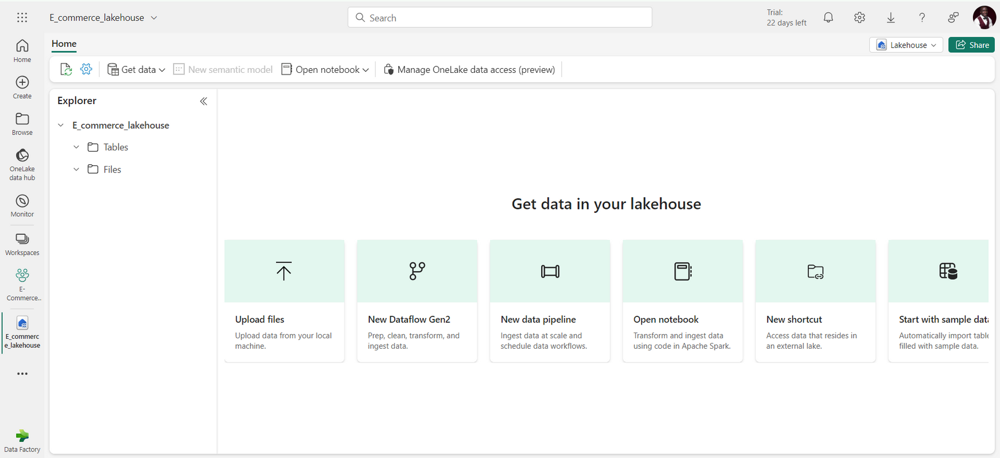 E_commerce_lakehouse
Search
Trial:
22 days left
Home
Lakehouse
Share
Get data
New semantic model
Open notebook
Manage OneLake data access (preview)
Home
Create
Browse
OneLake
data hub
Monitor
Workspaces
E-
Commerce...
E_commerc
e_lakehouse
Data Factory
Explorer
E_commerce_lakehouse
Tables
Files
Get data in your lakehouse
Upload files
Upload data from your local
machine.
New Dataflow Gen2
Prep, clean, transform, and
ingest data.
New data pipeline
Ingest data at scale and
schedule data workflows.
Open notebook
Transform and ingest data
using code in Apache Spark.
New shortcut
Access data that resides in
an external lake.
Start with sample data
Automatically import table
filled with sample data.